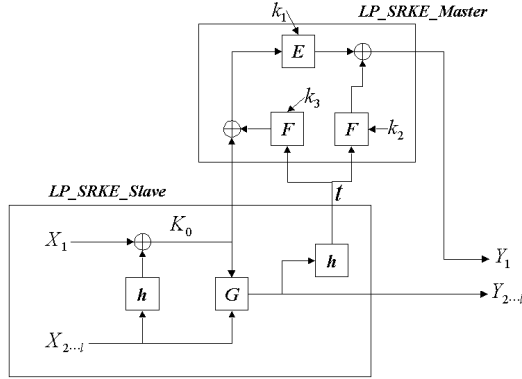 k₁
LP_SRKE_Master
E
k₃
F
F
k₂
t
LP_SRKE_Slave
X₁
K₀
h
Y₁
h
G
Y₂...ₗ
X₂...ₗ